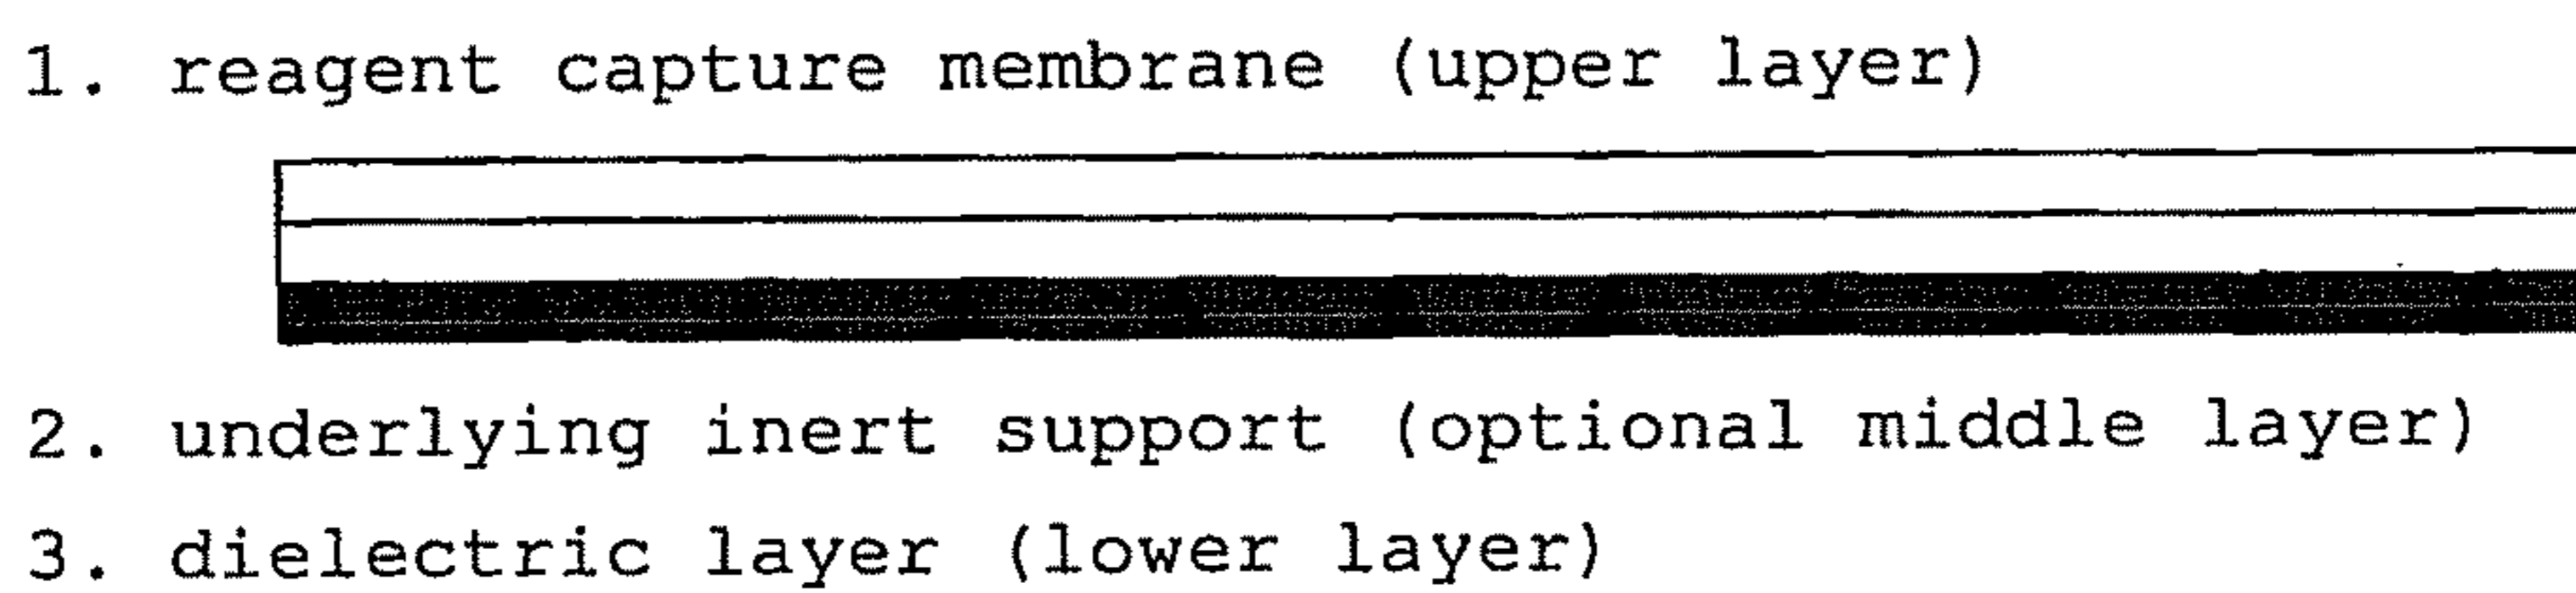 1. reagent capture membrane (upper layer)
2. underlying inert support (optional middle layer)
3. dielectric layer (lower layer)